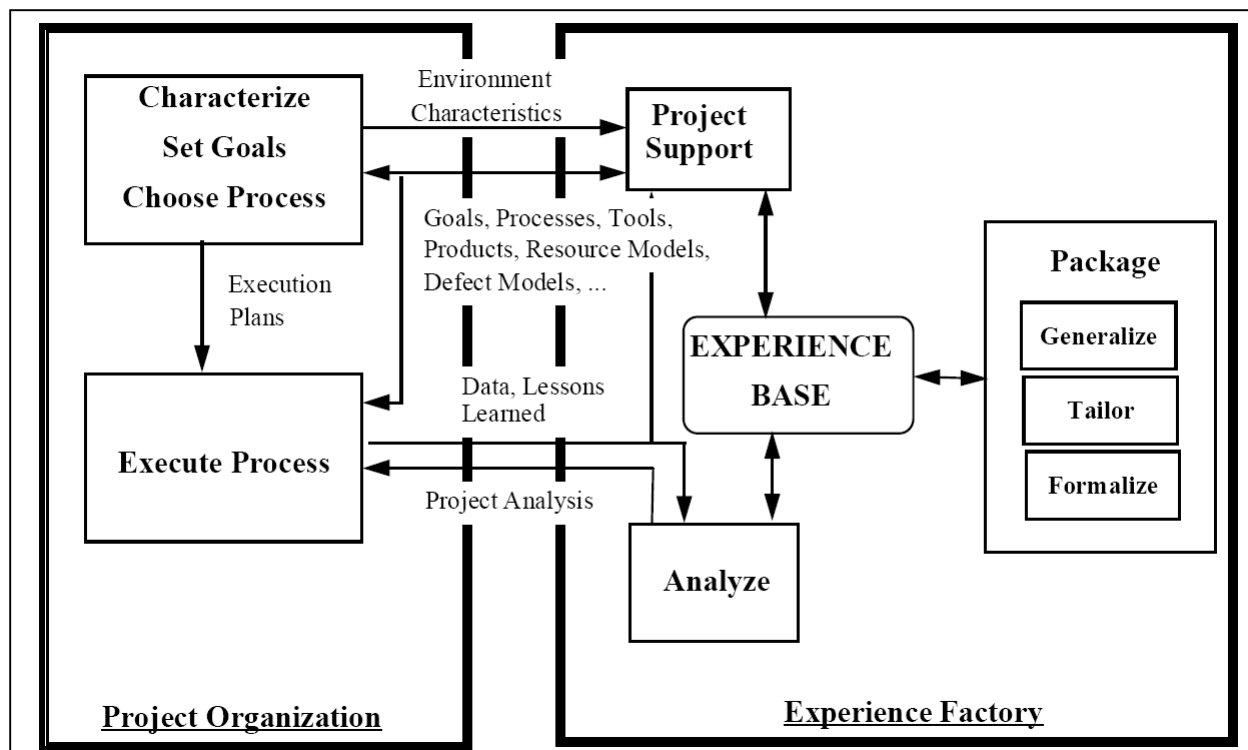 Characterize
Set Goals
Choose Process
Environment
Characteristics
Project
Support
Goals, Processes, Tools,
Products, Resource Models,
Defect Models, ...
Execution
Plans
Package
Generalize
Tailor
Formalize
EXPERIENCE
BASE
Data, Lessons
Learned
Execute Process
Project Analysis
Analyze
Project Organization
Experience Factory